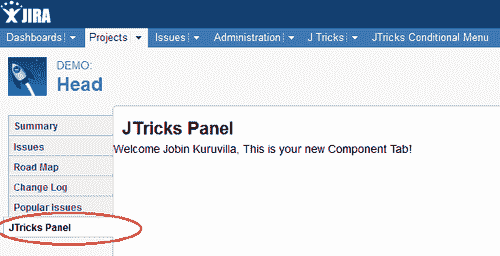 JIRA
Dashboards Projects Issues Administration J Tricks JTricks Conditional Menu
DEMO:
Head
Summary
Issues
Road Map
Change Log
Popular Issues
JTricks Panel
JTricks Panel
Welcome Jobin Kuruvilla, This is your new Component Tab!